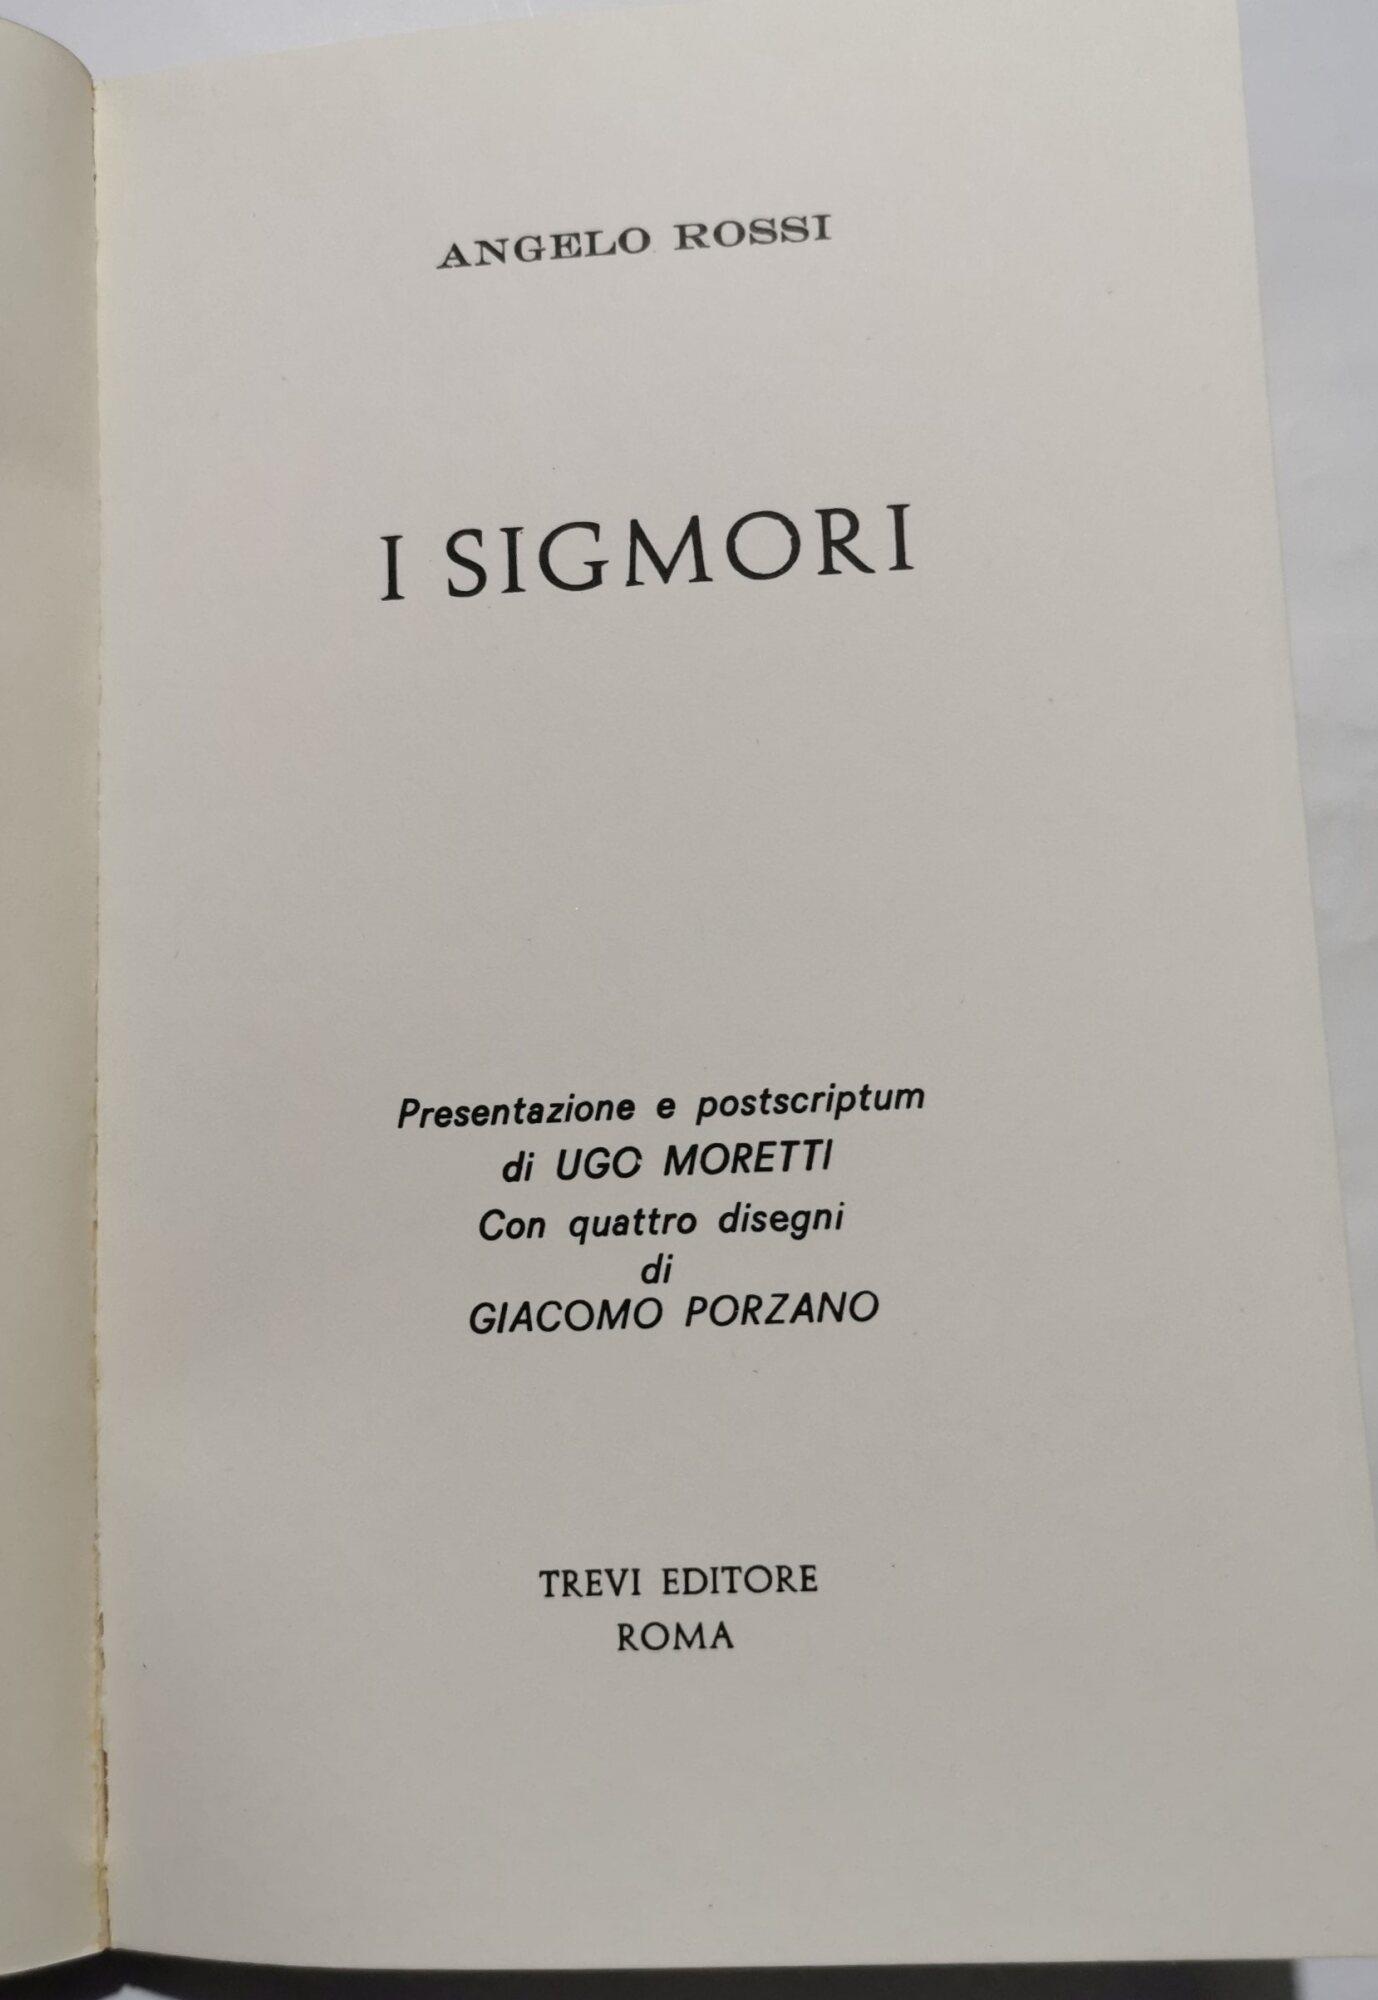 ANGELO ROSSI
I SIGMORI
Presentazione e postscriptum
di UGO MORETTI
Con quattro disegni
di
GIACOMO PORZANO
TREVI EDITORE
ROMA